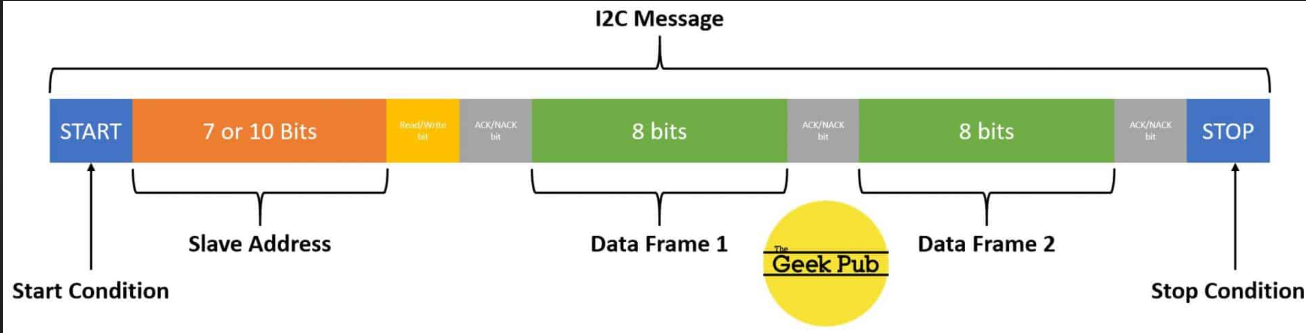 I2C Message
START
7 or 10 Bits
Read/Write
bit
ACK/NACK
bit
8 bits
ACK/NACK
bit
8 bits
ACK/NACK
bit
STOP
Slave Address
Data Frame 1
Data Frame 2
The
Geek Pub
Start Condition
Stop Condition